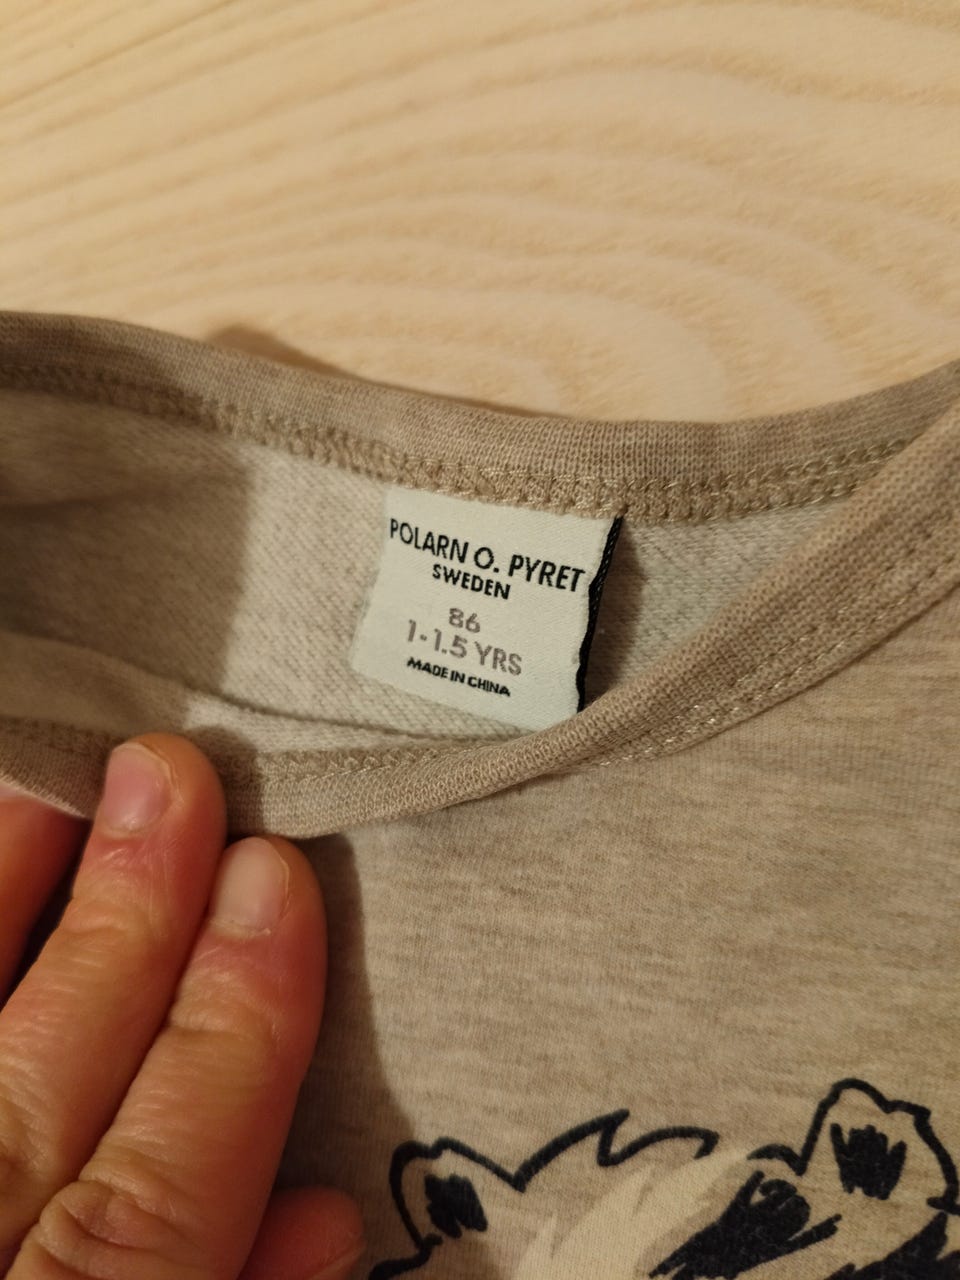 POLARN O. PYRET
SWEDEN
86
1-1.5 YRS
MADE IN CHINA